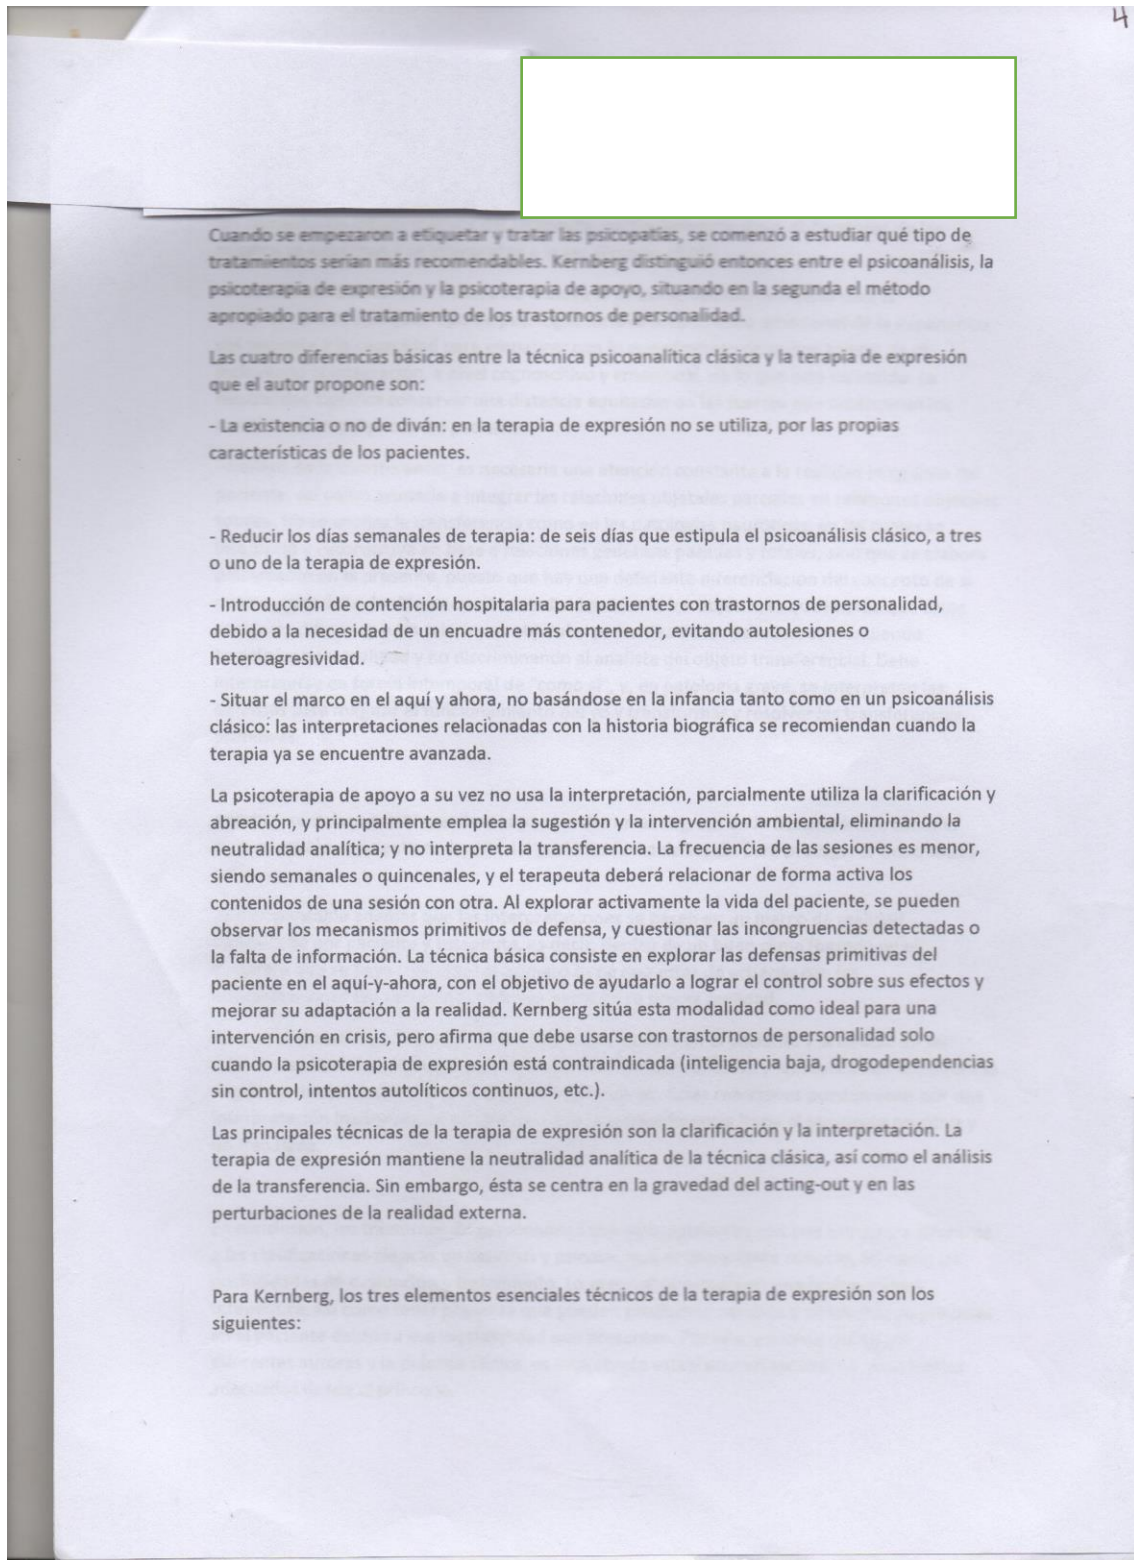 4
Cuando se empezaron a etiquetar y tratar las psicopatías, se comenzó a estudiar qué tipo de
tratamientos serían más recomendables. Kernberg distinguió entonces entre el psicoanálisis, la
psicoterapia de expresión y la psicoterapia de apoyo, situando en la segunda el método
apropiado para el tratamiento de los trastornos de personalidad.
Las cuatro diferencias básicas entre la técnica psicoanalítica clásica y la terapia de expresión
que el autor propone son:
- La existencia o no de diván: en la terapia de expresión no se utiliza, por las propias
características de los pacientes.
- Reducir los días semanales de terapia: de seis días que estipula el psicoanálisis clásico, a tres
o uno de la terapia de expresión.
- Introducción de contención hospitalaria para pacientes con trastornos de personalidad,
debido a la necesidad de un encuadre más contenedor, evitando autolesiones o
heteroagresividad.
- Situar el marco en el aquí y ahora, no basándose en la infancia tanto como en un psicoanálisis
clásico: las interpretaciones relacionadas con la historia biográfica se recomiendan cuando la
terapia ya se encuentre avanzada.
La psicoterapia de apoyo a su vez no usa la interpretación, parcialmente utiliza la clarificación y
abreación, y principalmente emplea la sugestión y la intervención ambiental, eliminando la
neutralidad analítica; y no interpreta la transferencia. La frecuencia de las sesiones es menor,
siendo semanales o quincenales, y el terapeuta deberá relacionar de forma activa los
contenidos de una sesión con otra. Al explorar activamente la vida del paciente, se pueden
observar los mecanismos primitivos de defensa, y cuestionar las incongruencias detectadas o
la falta de información. La técnica básica consiste en explorar las defensas primitivas del
paciente en el aquí-y-ahora, con el objetivo de ayudarlo a lograr el control sobre sus efectos y
mejorar su adaptación a la realidad. Kernberg sitúa esta modalidad como ideal para una
intervención en crisis, pero afirma que debe usarse con trastornos de personalidad solo
cuando la psicoterapia de expresión está contraindicada (inteligencia baja, drogodependencias
sin control, intentos autolíticos continuos, etc.).
Las principales técnicas de la terapia de expresión son la clarificación y la interpretación. La
terapia de expresión mantiene la neutralidad analítica de la técnica clásica, así como el análisis
de la transferencia. Sin embargo, ésta se centra en la gravedad del acting-out y en las
perturbaciones de la realidad externa.
Para Kernberg, los tres elementos esenciales técnicos de la terapia de expresión son los
siguientes: